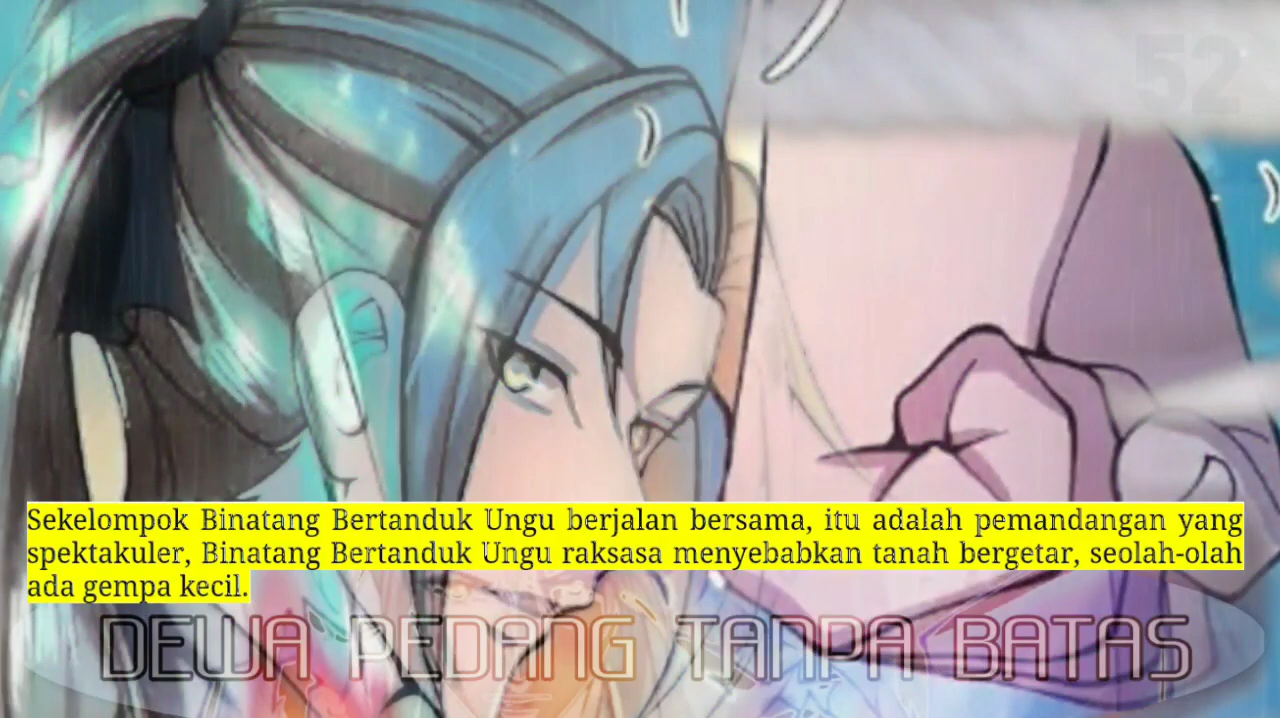 52
Sekelompok Binatang Bertanduk Ungu berjalan bersama, itu adalah pemandangan yang
spektakuler, Binatang Bertanduk Ungu raksasa menyebabkan tanah bergetar, seolah-olah
ada gempa kecil.
DEWA PEDANG TANPA BATAS